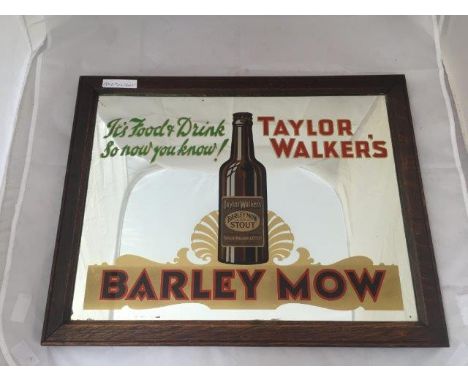 It's Food & Drink
So now you know!
TAYLOR
WALKER'S
Taylor Walker's
BARLEY MOW
STOUT
BARLEY MOW